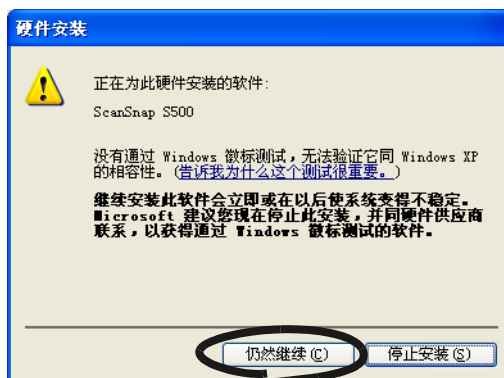 硬件安装
正在为此硬件安装的软件:
ScanSnap S500
没有通过 Windows 徽标测试，无法验证它同 Windows XP
的相容性。(告诉我为什么这个测试很重要。)
继续安装此软件会立即或在以后使系统变得不稳定。
Microsoft 建议您现在停止此安装，并同硬件供应商
联系，以获得通过 Windows 徽标测试的软件。
仍然继续(C) 停止安装(S)